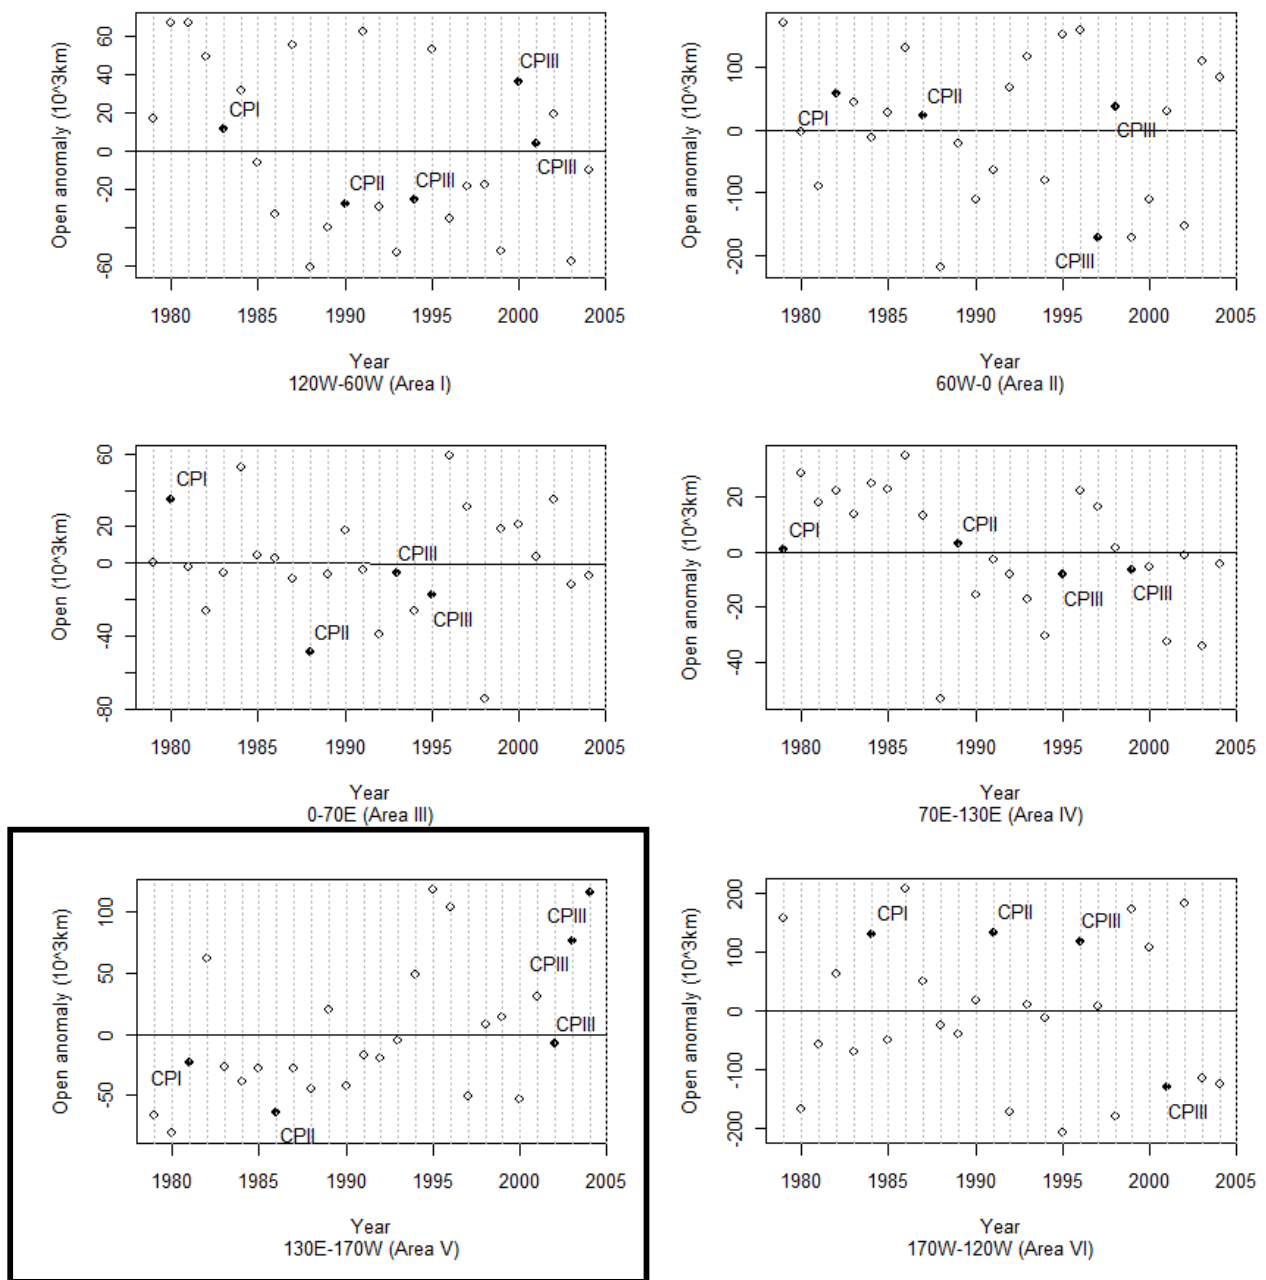 Open anomaly (10^3km)
60
40
20
0
-20
-60
CPI
CPII
CPIII
CPIII
CPIII
1980 1985 1990 1995 2000 2005
Year
120W-60W (Area I)
Open anomaly (10^3km)
100
0
-100
-200
CPI
CPII
CPIII
CPIII
1980 1985 1990 1995 2000 2005
Year
60W-0 (Area II)
Open (10^3km)
60
20
0
-40
-80
CPI
CPII
CPIII
CPIII
1980 1985 1990 1995 2000 2005
Year
0-70E (Area III)
Open anomaly (10^3km)
20
0
-20
-40
CPI
CPII
CPIII
CPIII
1980 1985 1990 1995 2000 2005
Year
70E-130E (Area IV)
Open anomaly (10^3km)
100
50
0
-50
CPI
CPII
CPIII
CPIII
CPIII
1980 1985 1990 1995 2000 2005
Year
130E-170W (Area V)
Open anomaly (10^3km)
200
100
0
-100
-200
CPI
CPII
CPIII
CPIII
1980 1985 1990 1995 2000 2005
Year
170W-120W (Area VI)